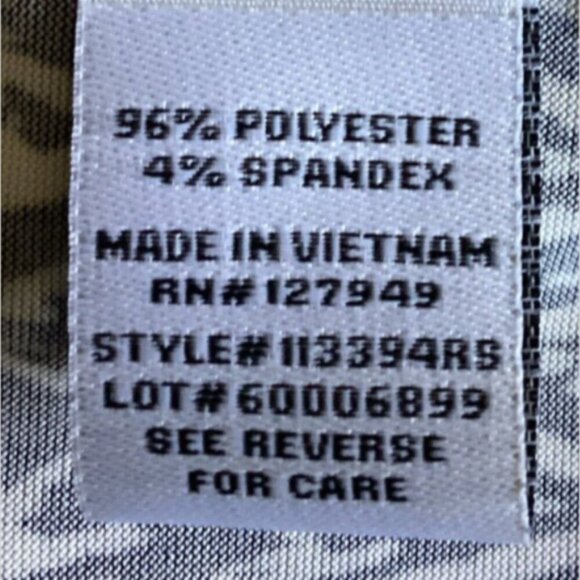 96% POLYESTER
4% SPANDEX
MADE IN VIETNAM
RN# 127949
STYLE# 113394RS
LOT# 60006899
SEE REVERSE
FOR CARE